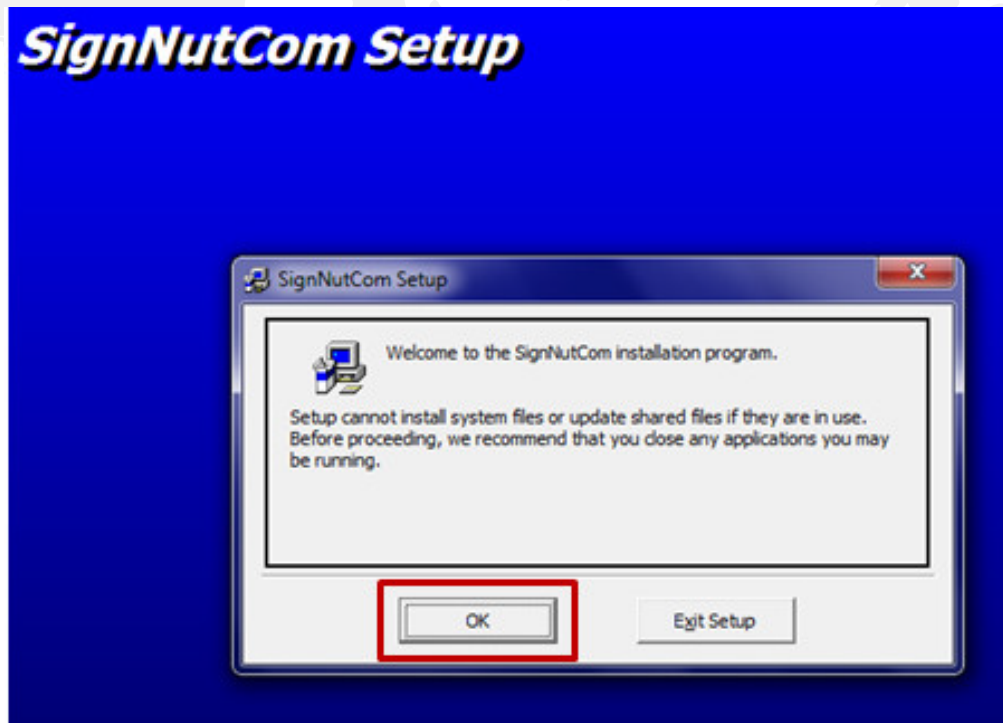 SignNutCom Setup
SignNutCom Setup
Welcome to the SignNutCom installation program.
Setup cannot install system files or update shared files if they are in use.
Before proceeding, we recommend that you close any applications you may
be running.
OK
Exit Setup